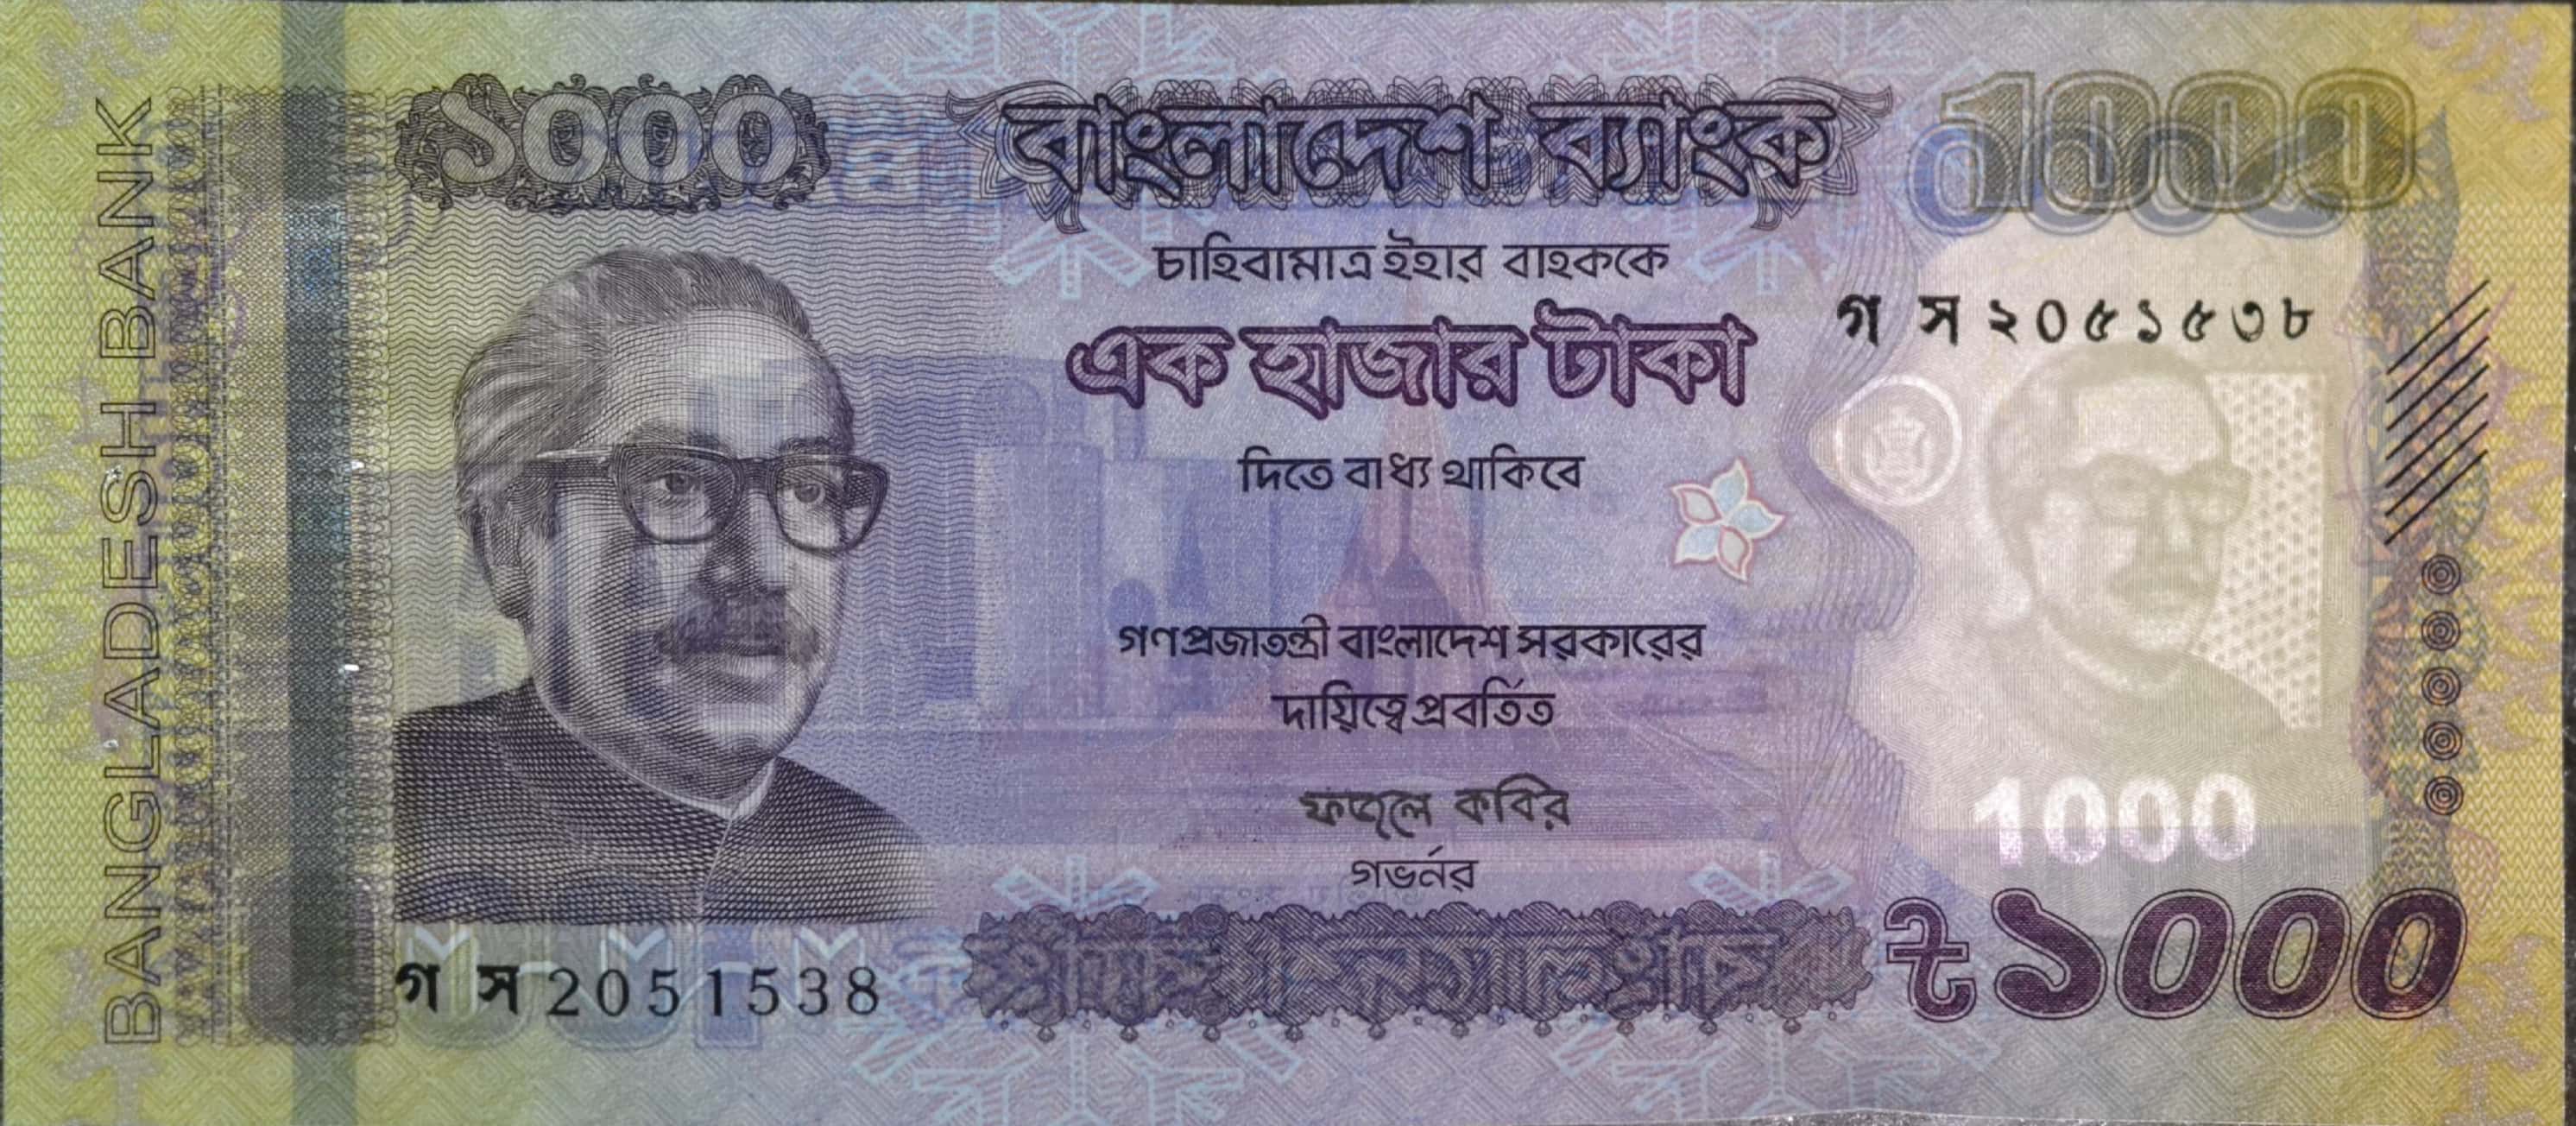 BANGLADESH BANK
১০০০
বাংলাদেশ ব্যাংক
1000
চাহিবামাত্র ইহার বাহককে
গ স ২০৫১৫৩৮
এক হাজার টাকা
দিতে বাধ্য থাকিবে
গণপ্রজাতন্ত্রী বাংলাদেশ সরকারের
দায়িত্বে প্রবর্তিত
ফজলে কবির
গভর্নর
1000
গ স 2051538
৳১০০০